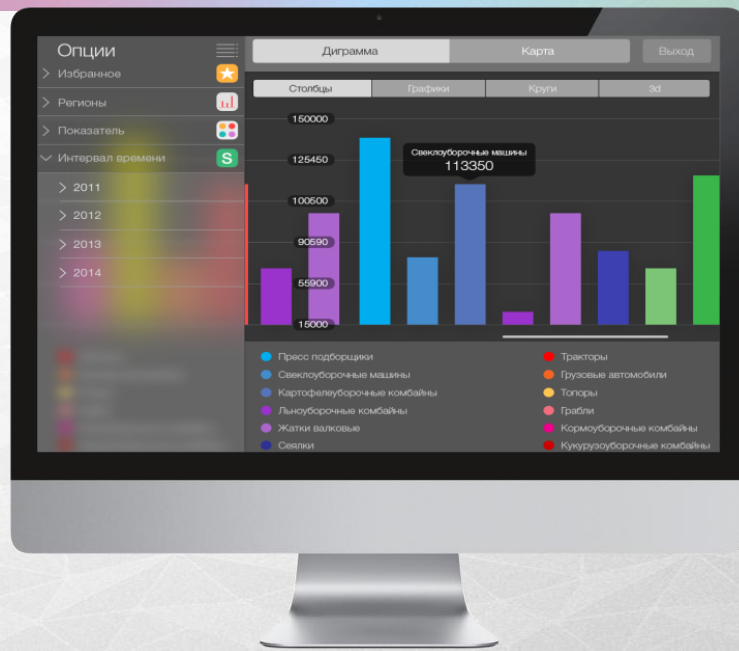 Опции
Избранное
Регионы
Показатель
Интервал времени
S
2011
2012
2013
2014
Диграмма
Карта
Выход
Столбцы
Графики
Круги
3d
150000
125450
100500
90590
55900
15000
Свеклоуборочные машины
113350
Пресс подборщики
Свеклоуборочные машины
Картофелеуборочные комбайны
Льноуборочные комбайны
Жатки валковые
Сеялки
Тракторы
Грузовые автомобили
Топоры
Грабли
Кормоуборочные комбайны
Кукурузоуборочные комбайны